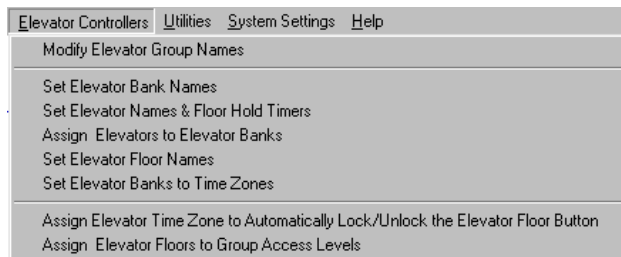 Elevator Controllers Utilities System Settings Help
Modify Elevator Group Names
Set Elevator Bank Names
Set Elevator Names & Floor Hold Timers
Assign Elevators to Elevator Banks
Set Elevator Floor Names
Set Elevator Banks to Time Zones
Assign Elevator Time Zone to Automatically Lock/Unlock the Elevator Floor Button
Assign Elevator Floors to Group Access Levels